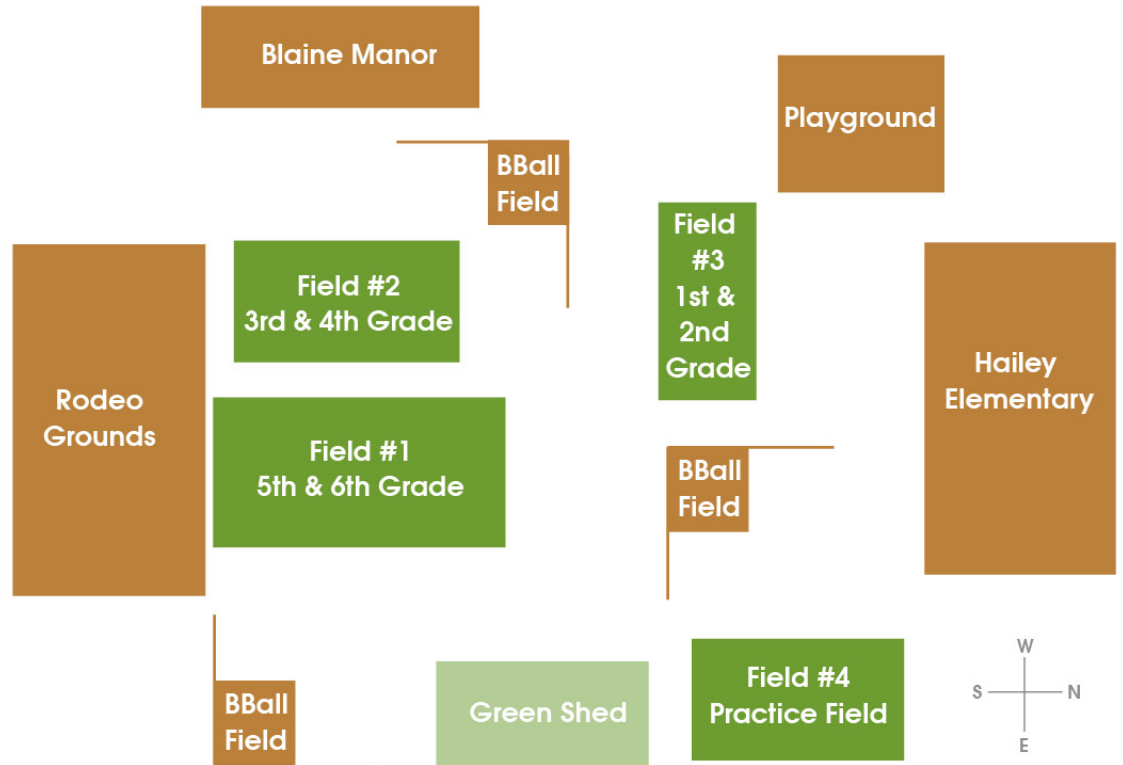 Blaine Manor
Playground
BBall
Field
Field
#3
1st &
2nd
Grade
Field #2
3rd & 4th Grade
Rodeo
Grounds
Hailey
Elementary
Field #1
5th & 6th Grade
BBall
Field
BBall
Field
Green Shed
Field #4
Practice Field
W
S
N
E